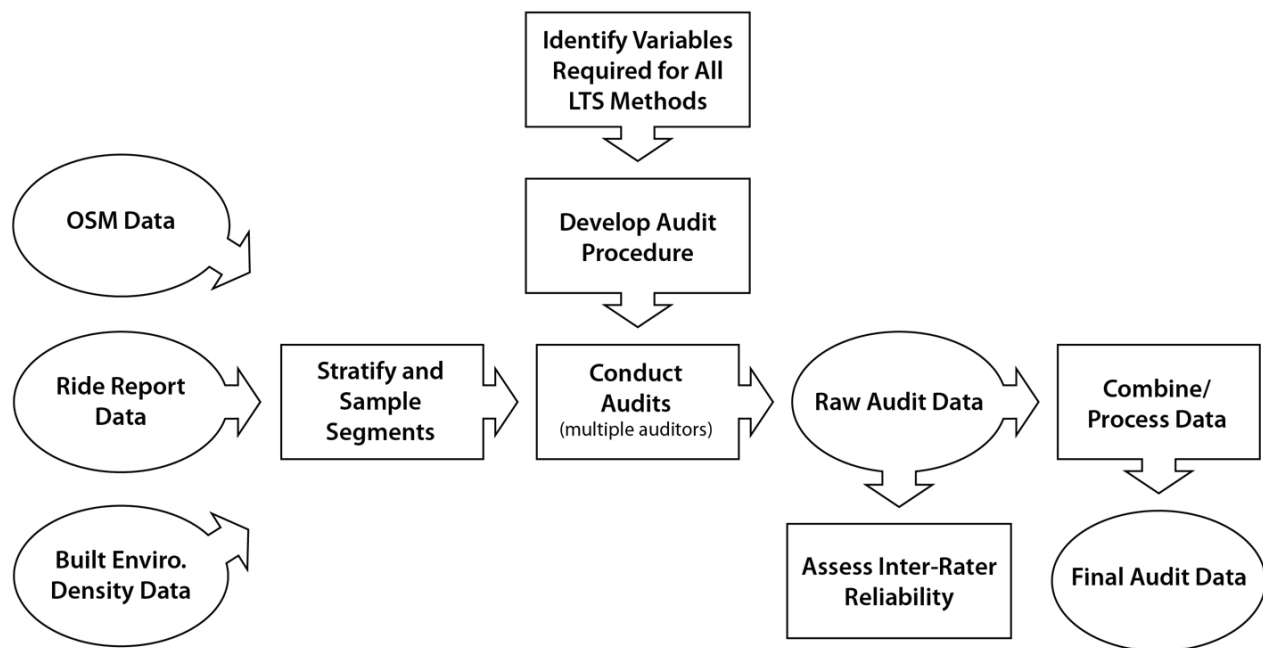 Identify Variables
Required for All
LTS Methods
OSM Data
Develop Audit
Procedure
Ride Report
Data
Stratify and
Sample
Segments
Conduct
Audits
(multiple auditors)
Raw Audit Data
Combine/
Process Data
Built Enviro.
Density Data
Assess Inter-Rater
Reliability
Final Audit Data